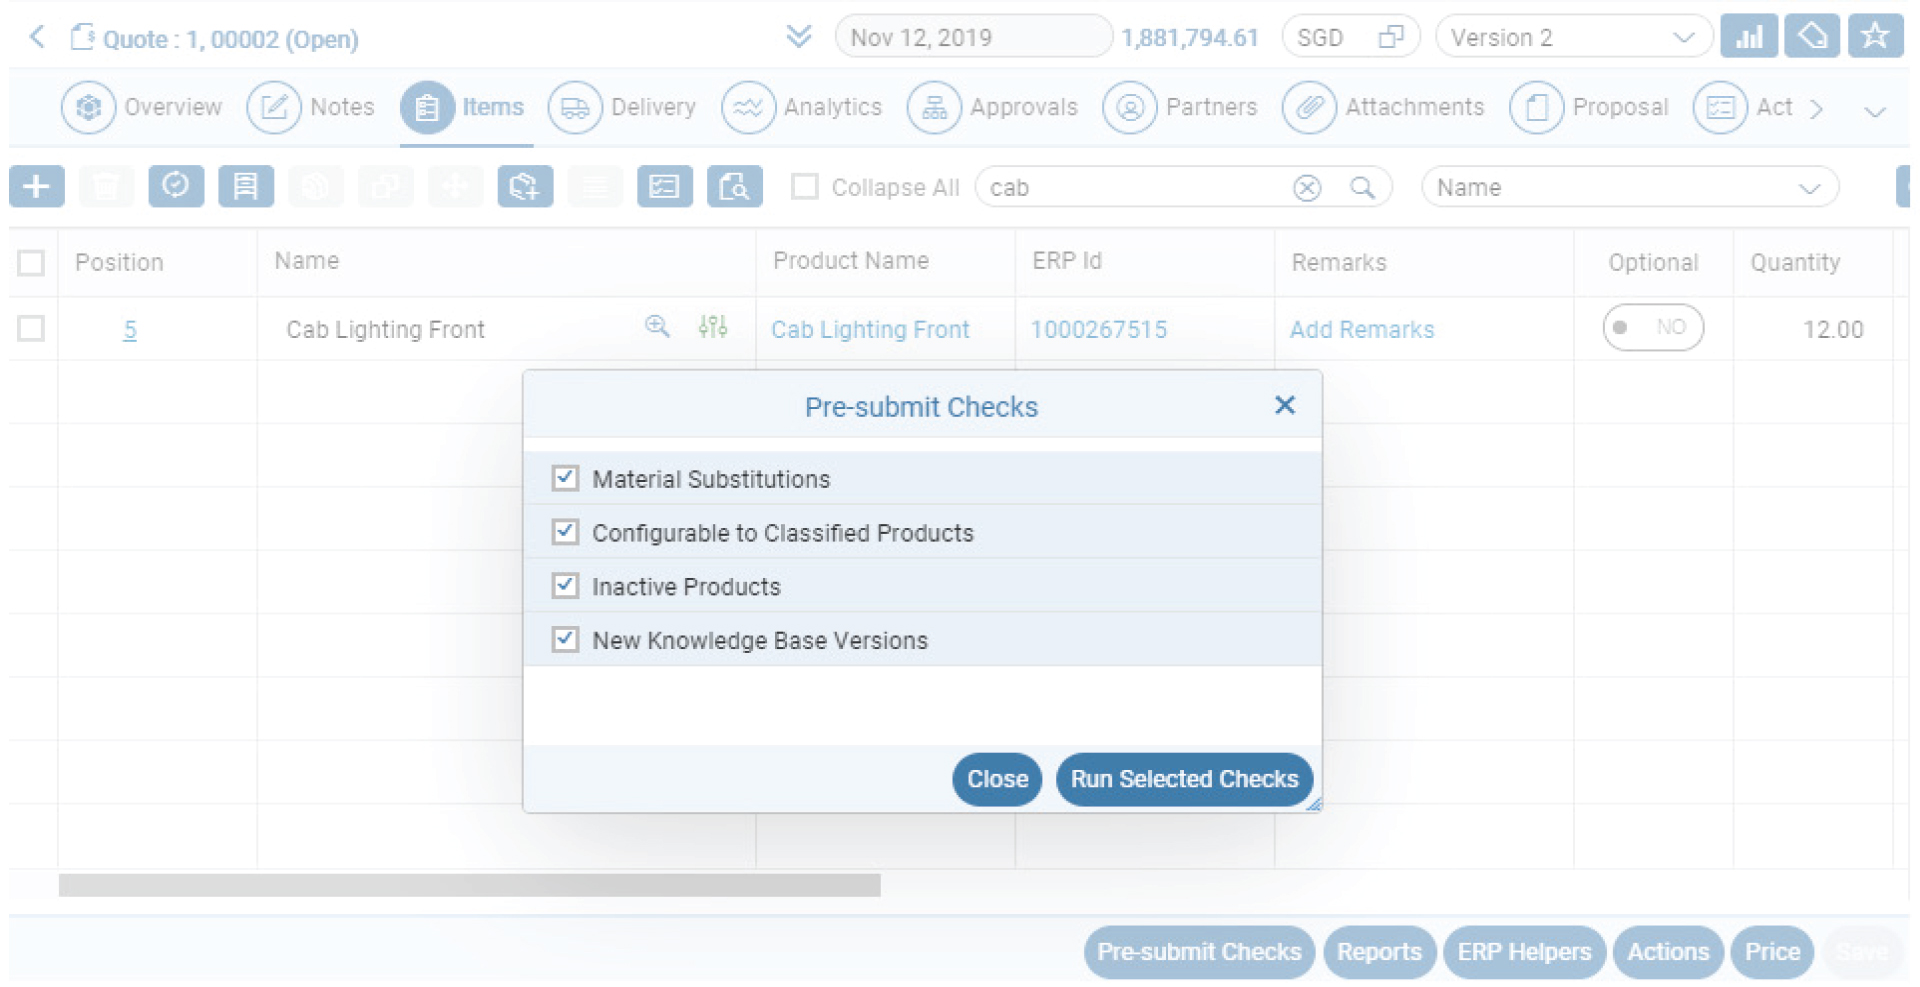 Quote : 1, 00002 (Open)
Nov 12, 2019
1,881,794.61
SGD
Version 2
Overview
Notes
Items
Delivery
Analytics
Approvals
Partners
Attachments
Proposal
Act
Collapse All
cab
Name
Position
Name
Product Name
ERP Id
Remarks
Optional
Quantity
5
Cab Lighting Front
Cab Lighting Front
1000267515
Add Remarks
NO
12.00
Pre-submit Checks
Material Substitutions
Configurable to Classified Products
Inactive Products
New Knowledge Base Versions
Close
Run Selected Checks
Pre-submit Checks
Reports
ERP Helpers
Actions
Price
Save